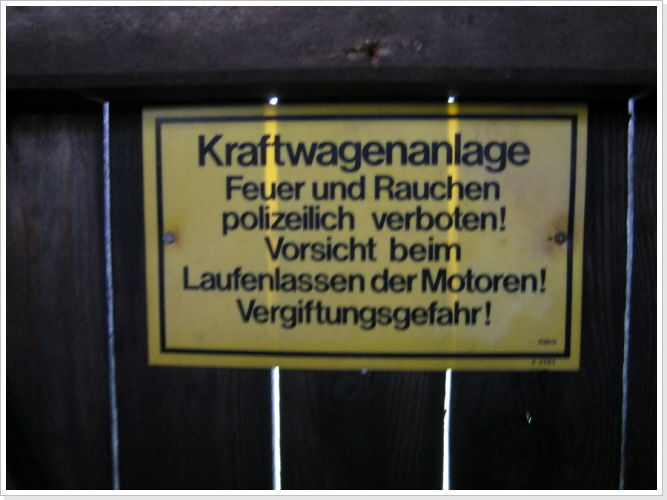 Kraftwagenanlage
Feuer und Rauchen
polizeilich verboten!
Vorsicht beim
Laufenlassen der Motoren!
Vergiftungsgefahr!